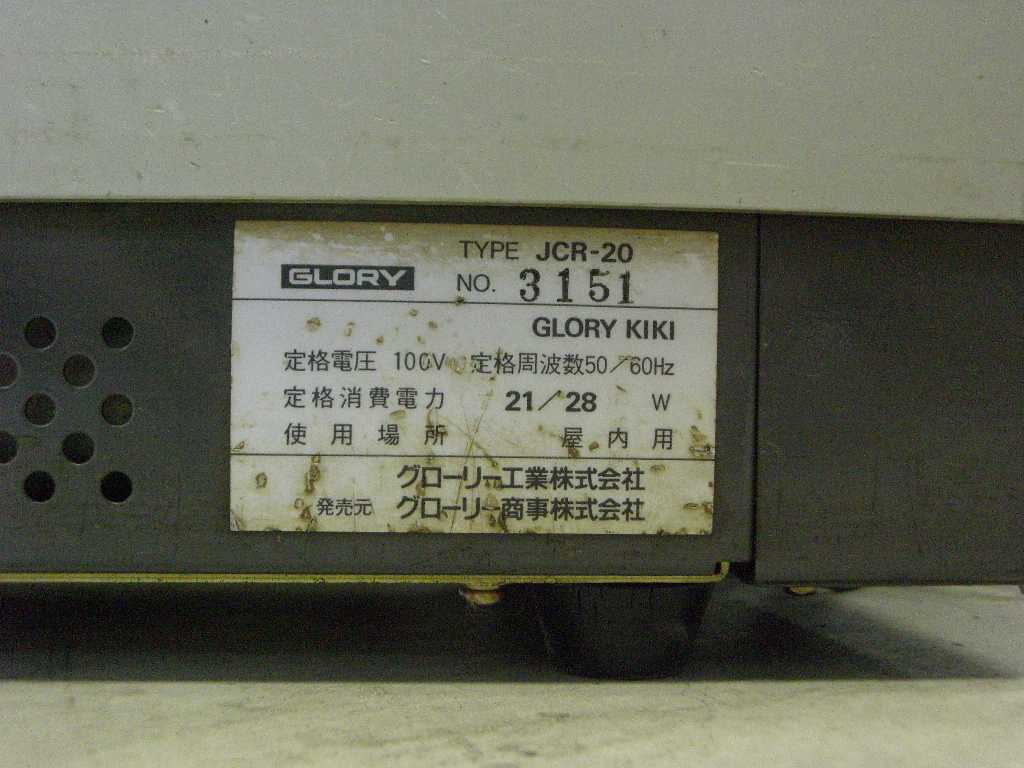 TYPE JCR-20
GLORY NO. 3151
GLORY KIKI
定格電圧 100V 定格周波数50/60Hz
定格消費電力 21/28 W
使用場所 屋内用
グローリー工業株式会社
発売元 グローリー商事株式会社